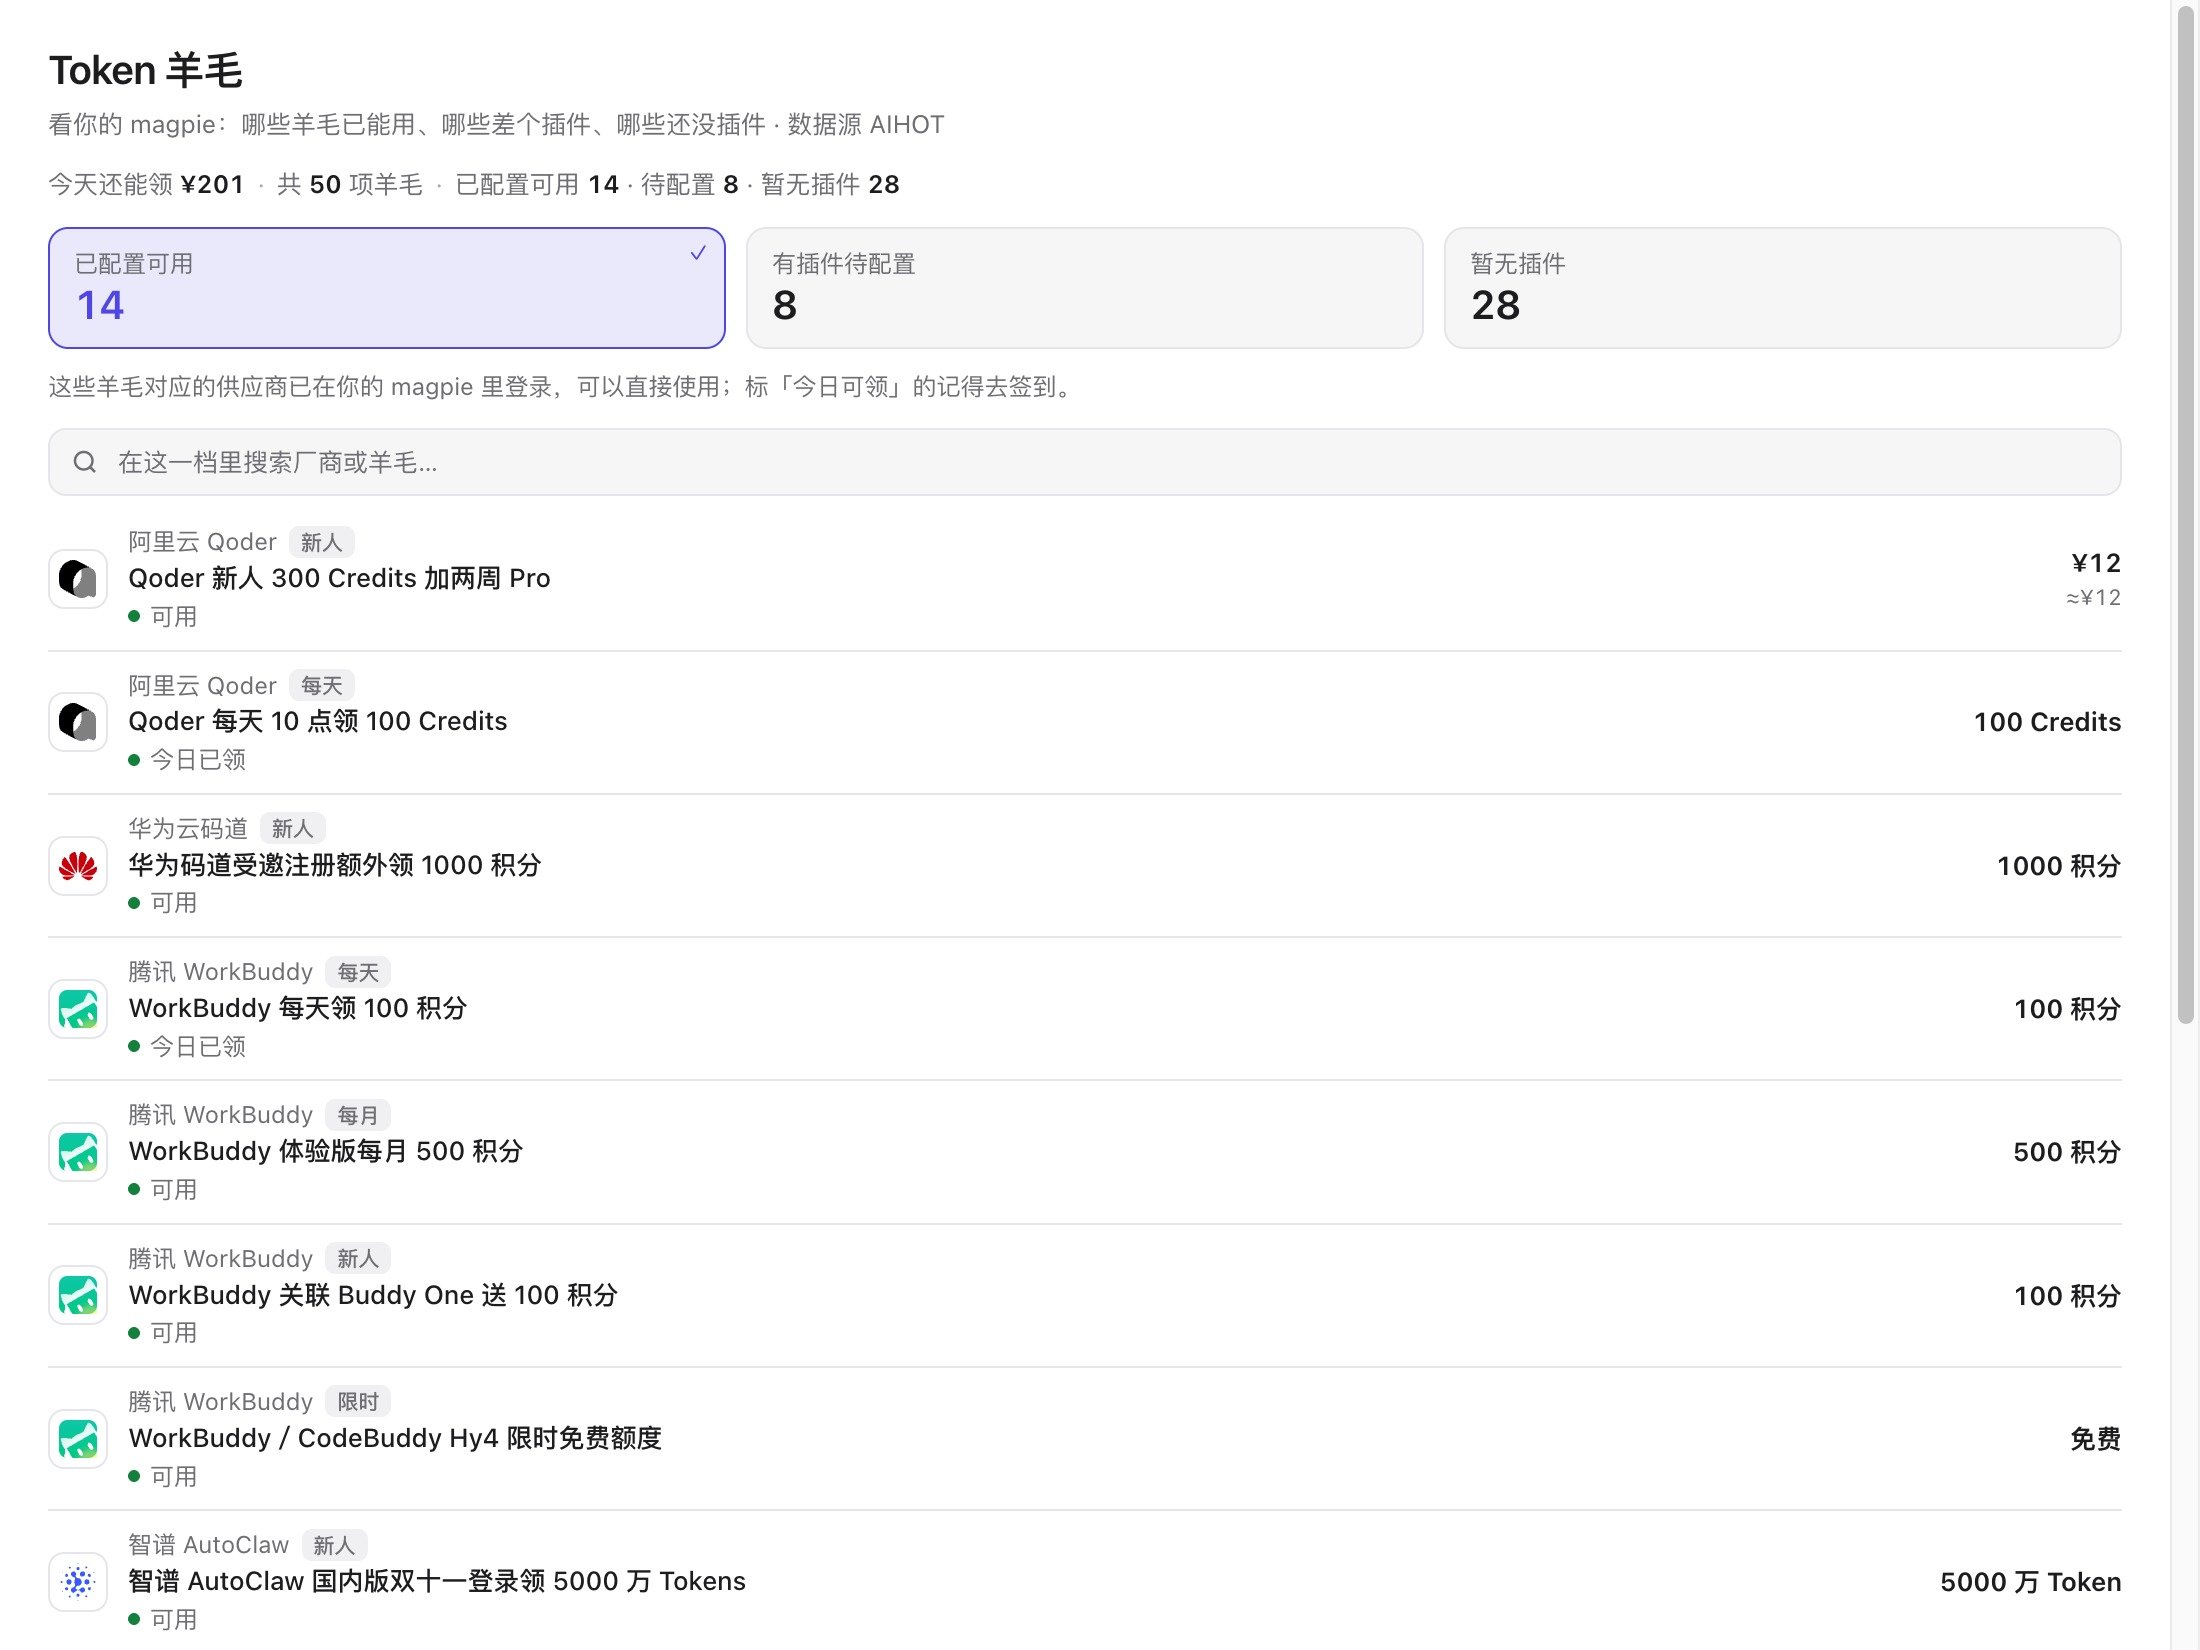 Token 羊毛
看你的 magpie：哪些羊毛已能用、哪些差个插件、哪些还没插件 · 数据源 AIHOT
今天还能领 ¥201 · 共 50 项羊毛 · 已配置可用 14 · 待配置 8 · 暂无插件 28
已配置可用
14
有插件待配置
8
暂无插件
28
这些羊毛对应的供应商已在你的 magpie 里登录，可以直接使用；标「今日可领」的记得去签到。
在这一档里搜索厂商或羊毛...
阿里云 Qoder 新人
Qoder 新人 300 Credits 加两周 Pro
可用
¥12
≈¥12
阿里云 Qoder 每天
Qoder 每天 10 点领 100 Credits
今日已领
100 Credits
华为云码道 新人
华为码道受邀注册额外领 1000 积分
可用
1000 积分
腾讯 WorkBuddy 每天
WorkBuddy 每天领 100 积分
今日已领
100 积分
腾讯 WorkBuddy 每月
WorkBuddy 体验版每月 500 积分
可用
500 积分
腾讯 WorkBuddy 新人
WorkBuddy 关联 Buddy One 送 100 积分
可用
100 积分
腾讯 WorkBuddy 限时
WorkBuddy / CodeBuddy Hy4 限时免费额度
可用
免费
智谱 AutoClaw 新人
智谱 AutoClaw 国内版双十一登录领 5000 万 Tokens
可用
5000 万 Token